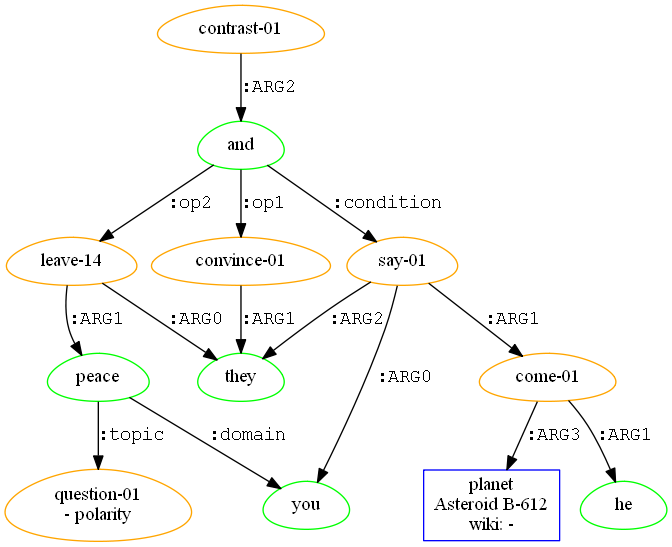 contrast-01
:ARG2
and
:op2
:op1
:condition
leave-14
convince-01
say-01
:ARG1
:ARG0
:ARG1
:ARG2
:ARG0
:ARG1
peace
they
come-01
:topic
:domain
:ARG3
:ARG1
question-01
- polarity
you
planet
Asteroid B-612
wiki: -
he